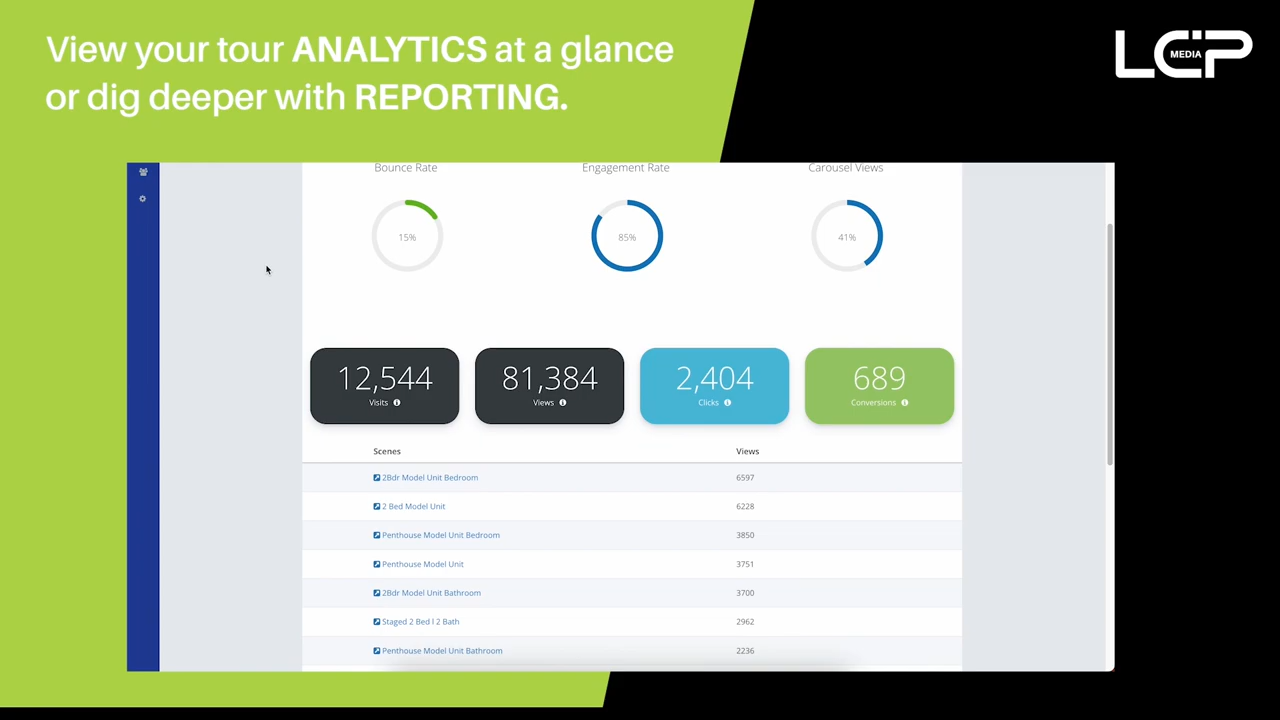 View your tour ANALYTICS at a glance
or dig deeper with REPORTING.
LCP
MEDIA
Bounce Rate
Engagement Rate
Carousel Views
15%
85%
41%
12,544
Visits
81,384
Views
2,404
Clicks
689
Conversions
Scenes
Views
2Bdr Model Unit Bedroom
6597
2 Bed Model Unit
6228
Penthouse Model Unit Bedroom
3850
Penthouse Model Unit
3751
2Bdr Model Unit Bathroom
3700
Staged 2 Bed l 2 Bath
2962
Penthouse Model Unit Bathroom
2236